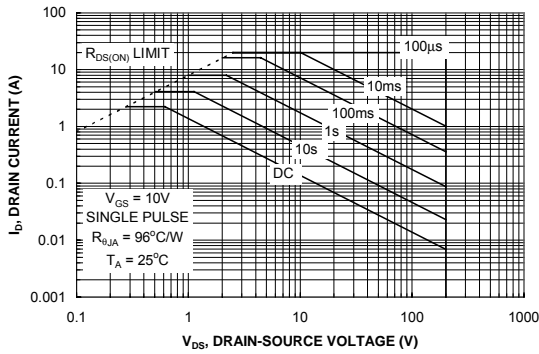 100
10
1
0.1
0.01
0.001
I_D, DRAIN CURRENT (A)
R_DS(ON) LIMIT
100μs
10ms
100ms
1s
10s
DC
V_GS = 10V
SINGLE PULSE
R_θJA = 96°C/W
T_A = 25°C
0.1
1
10
100
1000
V_DS, DRAIN-SOURCE VOLTAGE (V)